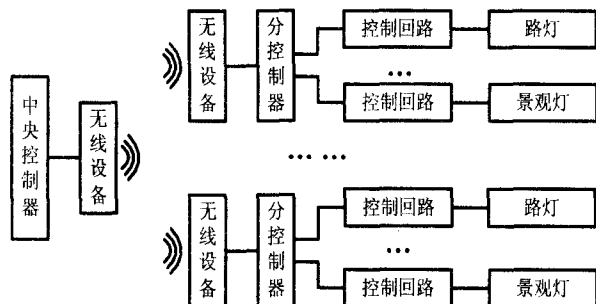 中央控制器
无线设备
无线设备
分控制器
控制回路
路灯
...
控制回路
景观灯
... ...
无线设备
分控制器
控制回路
路灯
...
控制回路
景观灯